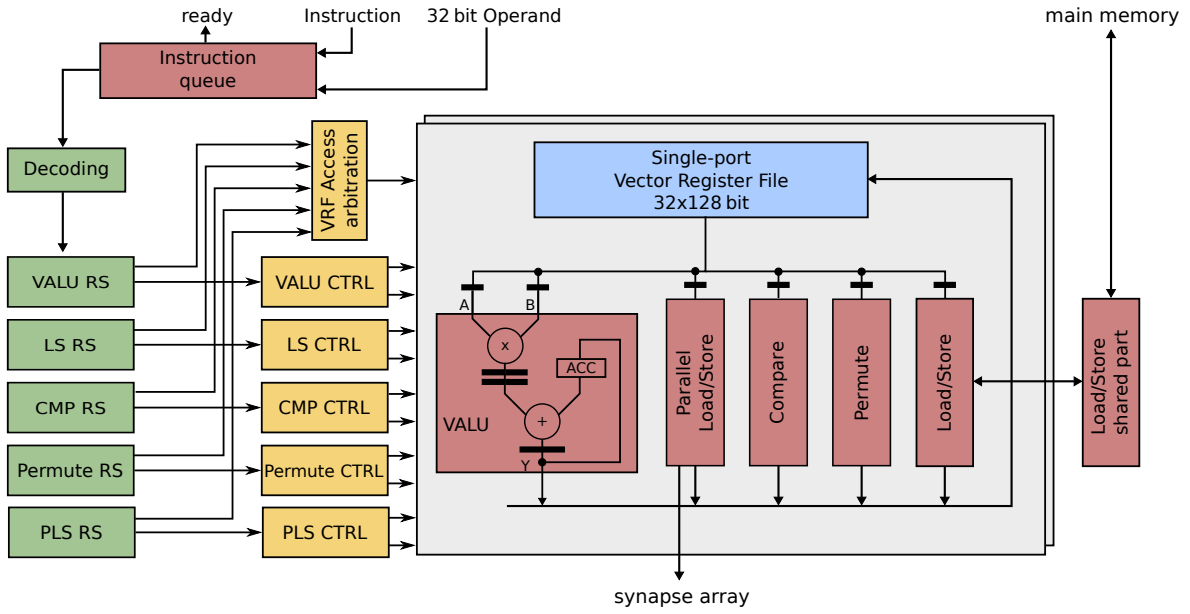 ready
Instruction
32 bit Operand
main memory
Instruction
queue
Decoding
VRF Access
arbitration
Single-port
Vector Register File
32x128 bit
VALU RS
VALU CTRL
LS RS
LS CTRL
CMP RS
CMP CTRL
Permute RS
Permute CTRL
PLS RS
PLS CTRL
A
B
x
ACC
+
VALU
Y
Parallel
Load/Store
Compare
Permute
Load/Store
Load/Store
shared part
synapse array